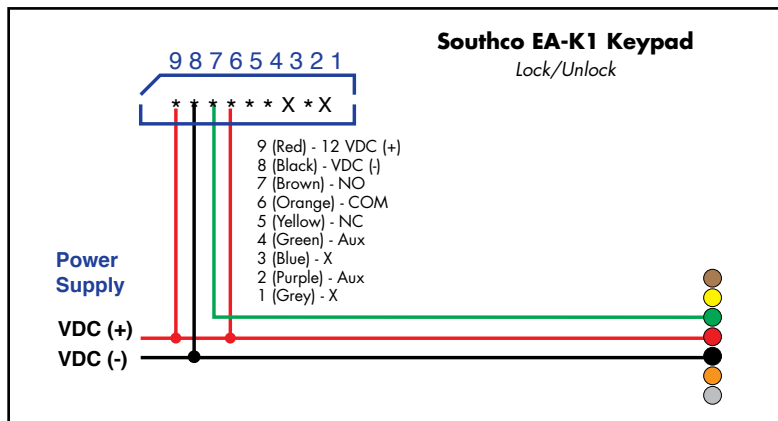 Southco EA-K1 Keypad
Lock/Unlock
9 8 7 6 5 4 3 2 1
* * * * * * X * X
9 (Red) - 12 VDC (+)
8 (Black) - VDC (-)
7 (Brown) - NO
6 (Orange) - COM
5 (Yellow) - NC
4 (Green) - Aux
3 (Blue) - X
2 (Purple) - Aux
1 (Grey) - X
Power
Supply
VDC (+)
VDC (-)